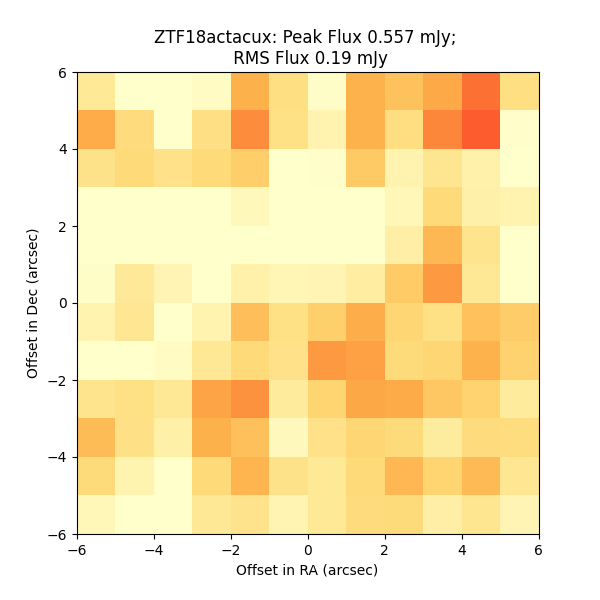 ZTF18actacux: Peak Flux 0.557 mJy;
RMS Flux 0.19 mJy
6
4
2
0
−2
−4
−6
Offset in Dec (arcsec)
−6 −4 −2 0 2 4 6
Offset in RA (arcsec)